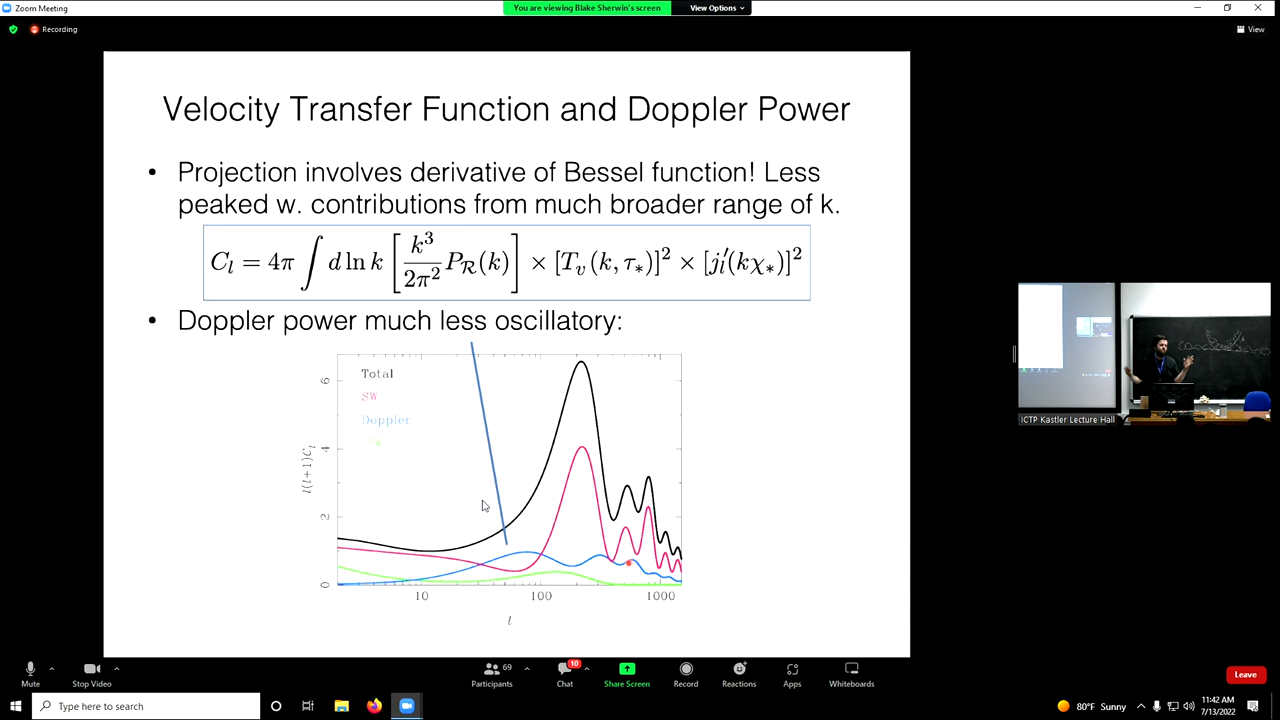 Zoom Meeting
You are viewing Blake Sherwin's screen
View Options
Recording
View
Velocity Transfer Function and Doppler Power
• Projection involves derivative of Bessel function! Less
peaked w. contributions from much broader range of k.
C_l = 4π ∫ d ln k [k³/2π² P_R(k)] × [T_v(k, τ_*)]² × [j_l′(kχ_*)]²
• Doppler power much less oscillatory:
Total
SW
Doppler
6
4
2
0
l(l+1)C_l
10 100 1000
l
ICTP Kastler Lecture Hall
69
10
Mute
Stop Video
Participants
Chat
Share Screen
Record
Reactions
Apps
Whiteboards
Leave
Type here to search
80°F Sunny
11:42 AM
7/13/2022